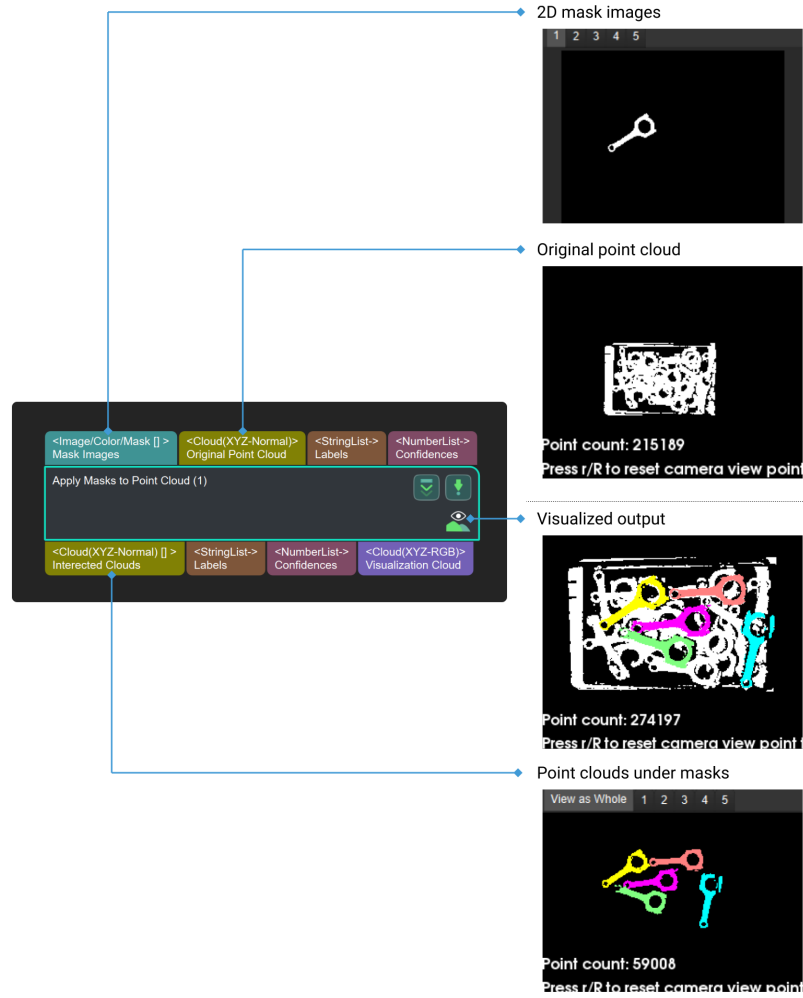 2D mask images
1 2 3 4 5
Original point cloud
Point count: 215189
Press r/R to reset camera view point
<Image/Color/Mask [] >
Mask Images
<Cloud(XYZ-Normal)>
Original Point Cloud
<StringList->
Labels
<NumberList->
Confidences
Apply Masks to Point Cloud (1)
<Cloud(XYZ-Normal) [] >
Interected Clouds
<StringList->
Labels
<NumberList->
Confidences
<Cloud(XYZ-RGB)>
Visualization Cloud
Visualized output
Point count: 274197
Press r/R to reset camera view point
Point clouds under masks
View as Whole 1 2 3 4 5
Point count: 59008
Press r/R to reset camera view point